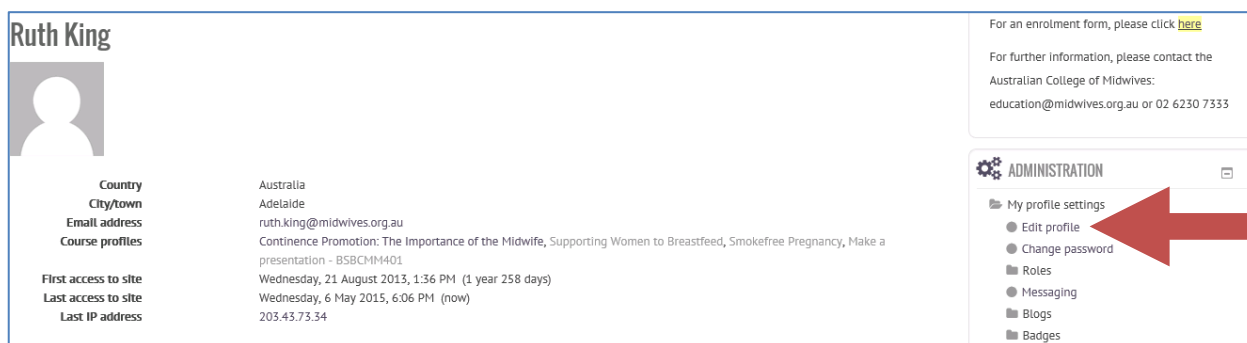 Ruth King
Country Australia
City/town Adelaide
Email address ruth.king@midwives.org.au
Course profiles Continence Promotion: The Importance of the Midwife, Supporting Women to Breastfeed, Smokefree Pregnancy, Make a
presentation - BSBCMM401
First access to site Wednesday, 21 August 2013, 1:36 PM (1 year 258 days)
Last access to site Wednesday, 6 May 2015, 6:06 PM (now)
Last IP address 203.43.73.34
For an enrolment form, please click here
For further information, please contact the
Australian College of Midwives:
education@midwives.org.au or 02 6230 7333
ADMINISTRATION
My profile settings
Edit profile
Change password
Roles
Messaging
Blogs
Badges